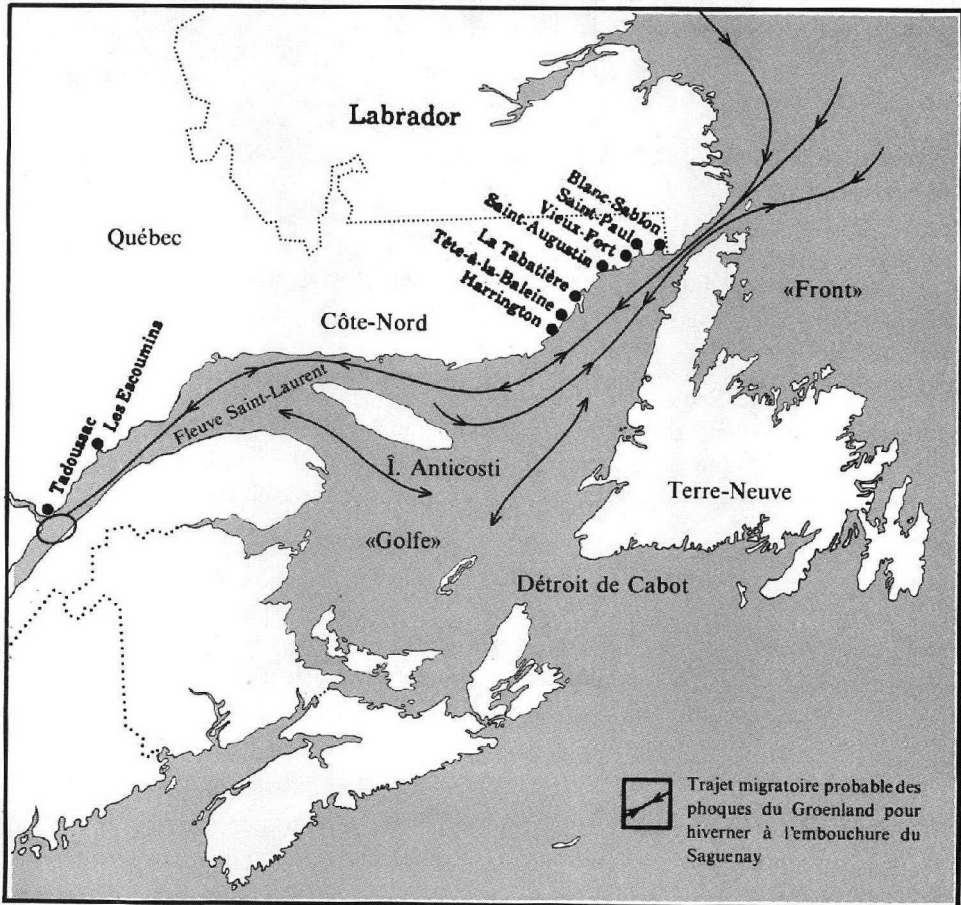 Labrador
Québec
Blanc-Sablon
Saint-Paul
Vieux-Fort
Saint-Augustin
La Tabatière
Tête-à-la-Baleine
Harrington
«Front»
Côte-Nord
Fleuve Saint-Laurent
Les Escoumins
Tadoussac
Î. Anticosti
Terre-Neuve
«Golfe»
Détroit de Cabot
Trajet migratoire probable des
phoques du Groenland pour
hiverner à l'embouchure du
Saguenay